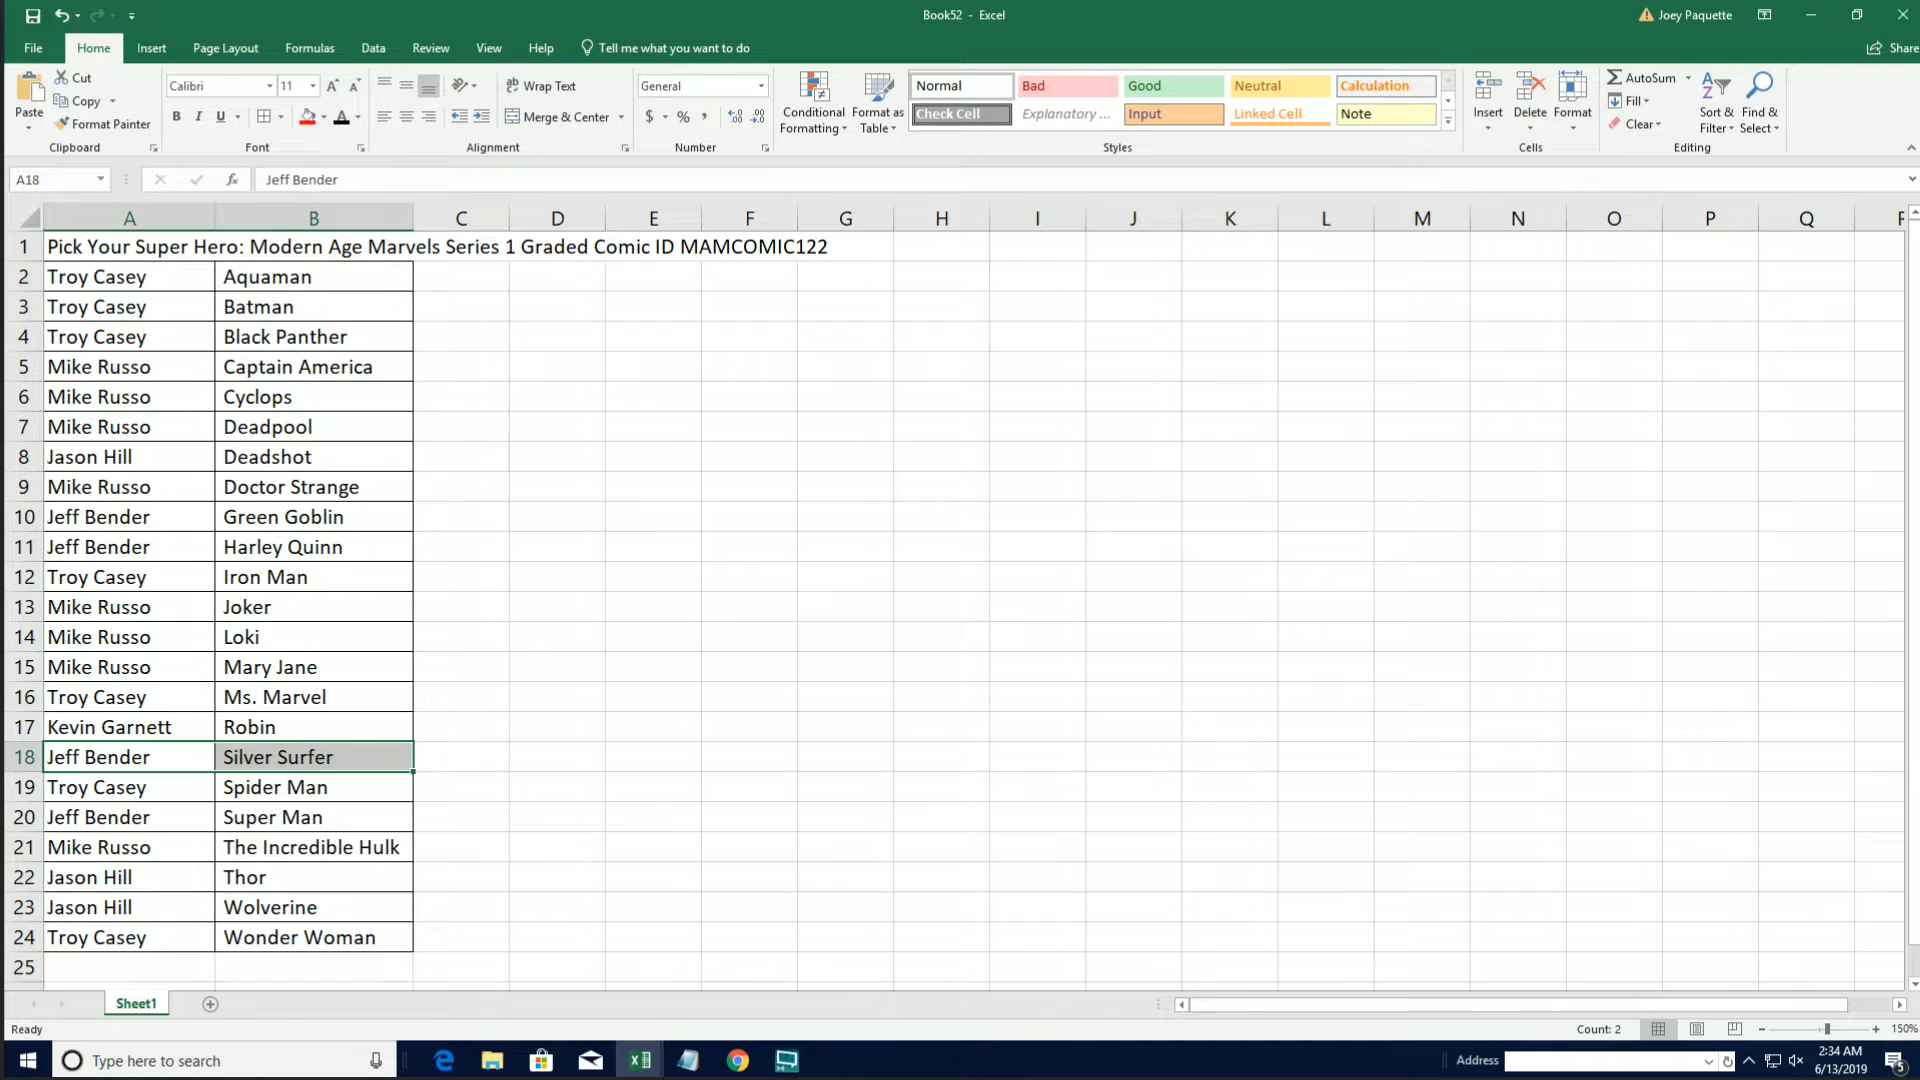 Book52 - Excel
Joey Paquette
File Home Insert Page Layout Formulas Data Review View Help Tell me what you want to do
Share
Paste
Cut
Copy
Format Painter
Clipboard
Calibri 11
B I U
Font
Wrap Text
Merge & Center
Alignment
General
$ % ,
Number
Conditional Formatting
Format as Table
Normal Bad Good Neutral Calculation
Check Cell Explanatory ... Input Linked Cell Note
Styles
Insert Delete Format
Cells
AutoSum
Fill
Clear
Sort & Filter
Find & Select
Editing
A18 fx Jeff Bender
A B C D E F G H I J K L M N O P Q
1 Pick Your Super Hero: Modern Age Marvels Series 1 Graded Comic ID MAMCOMIC122
2 Troy Casey Aquaman
3 Troy Casey Batman
4 Troy Casey Black Panther
5 Mike Russo Captain America
6 Mike Russo Cyclops
7 Mike Russo Deadpool
8 Jason Hill Deadshot
9 Mike Russo Doctor Strange
10 Jeff Bender Green Goblin
11 Jeff Bender Harley Quinn
12 Troy Casey Iron Man
13 Mike Russo Joker
14 Mike Russo Loki
15 Mike Russo Mary Jane
16 Troy Casey Ms. Marvel
17 Kevin Garnett Robin
18 Jeff Bender Silver Surfer
19 Troy Casey Spider Man
20 Jeff Bender Super Man
21 Mike Russo The Incredible Hulk
22 Jason Hill Thor
23 Jason Hill Wolverine
24 Troy Casey Wonder Woman
25
Sheet1
Ready
Count: 2
150%
Type here to search
Address
2:34 AM
6/13/2019
5